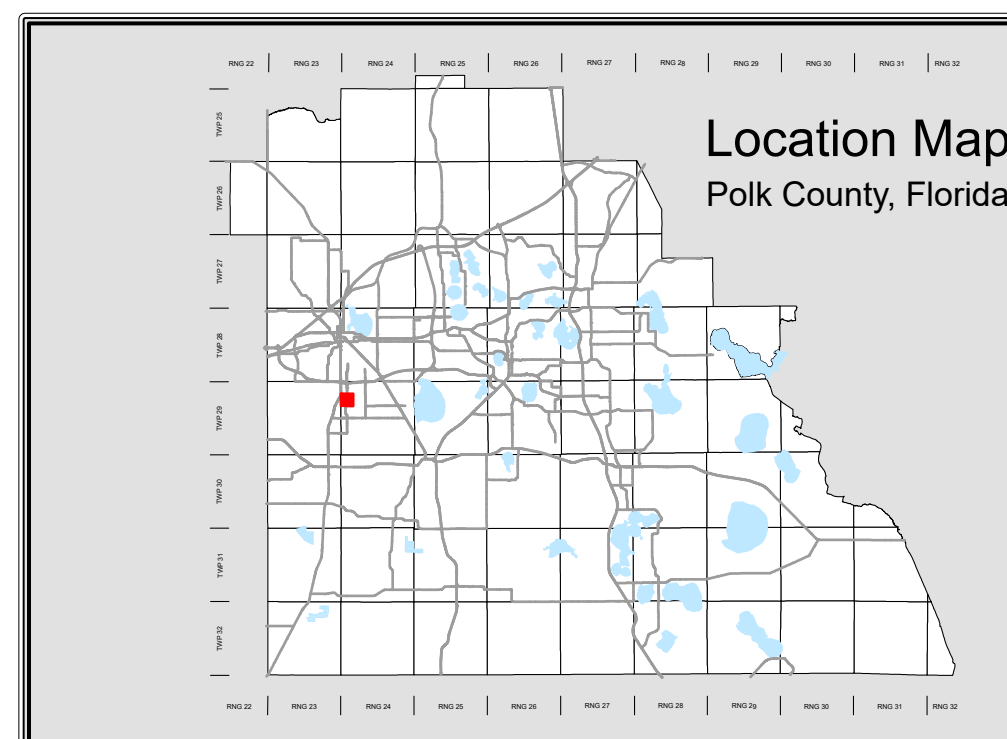 RNG 22 RNG 23 RNG 24 RNG 25 RNG 26 RNG 27 RNG 28 RNG 29 RNG 30 RNG 31 RNG 32
Location Map
Polk County, Florida
TWP 25
TWP 26
TWP 27
TWP 28
TWP 29
TWP 30
TWP 31
TWP 32
RNG 22 RNG 23 RNG 24 RNG 25 RNG 26 RNG 27 RNG 28 RNG 29 RNG 30 RNG 31 RNG 32